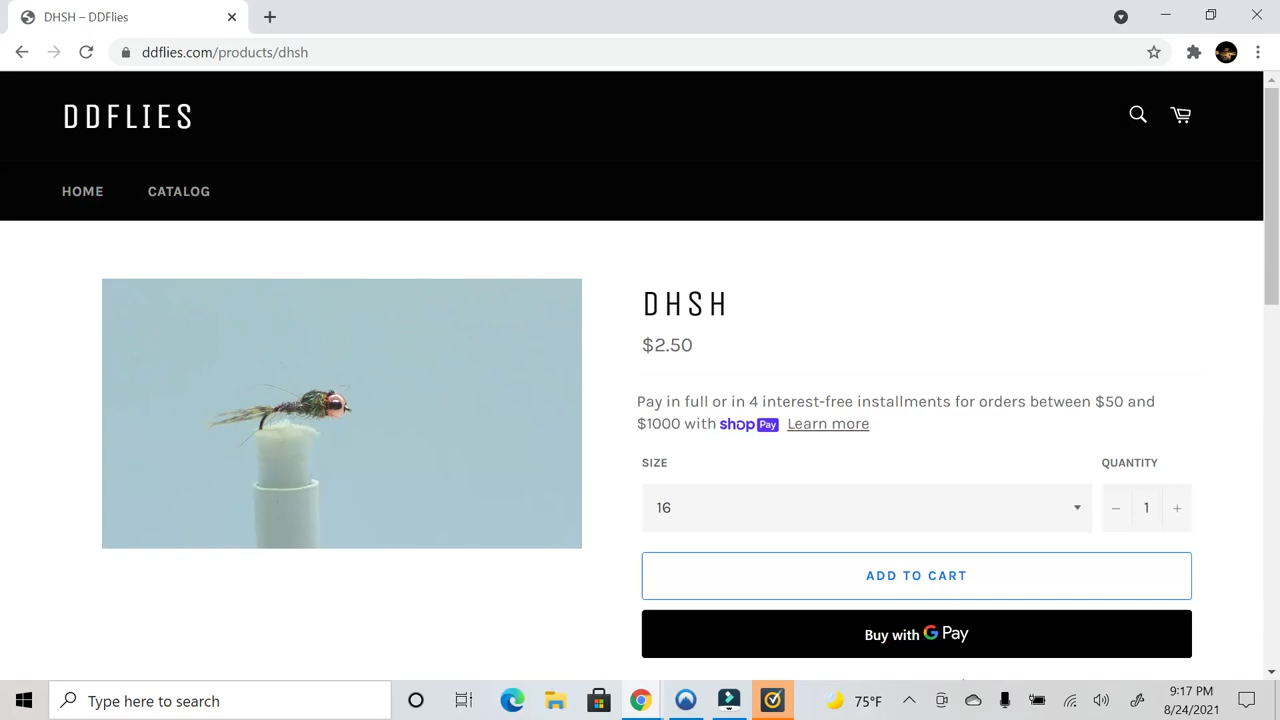 DHSH – DDFlies
ddflies.com/products/dhsh
DDFLIES
HOME CATALOG
DHSH
$2.50
Pay in full or in 4 interest-free installments for orders between $50 and
$1000 with shop Pay Learn more
SIZE QUANTITY
16 − 1 +
ADD TO CART
Buy with G Pay
Type here to search
75°F
9:17 PM
8/24/2021